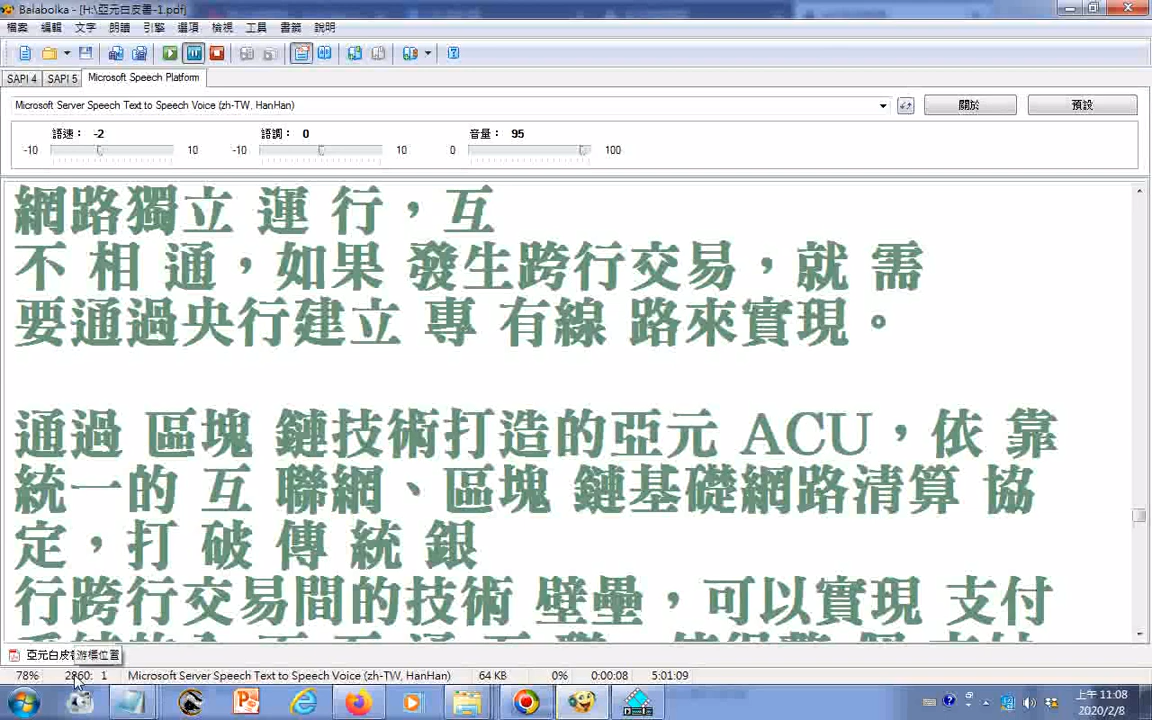 Balabolka - [H:\亞元白皮書-1.pdf]
檔案 編輯 文字 朗讀 引擎 選項 檢視 工具 書籤 說明
SAPI 4 SAPI 5 Microsoft Speech Platform
Microsoft Server Speech Text to Speech Voice (zh-TW, HanHan) 關於 預設
語速： -2 語調： 0 音量： 95
-10 10 -10 10 0 100
網路獨立 運 行，互
不 相 通，如果 發生跨行交易，就 需
要通過央行建立 專 有線 路來實現。
通過 區塊 鏈技術打造的亞元 ACU，依 靠
統一的 互 聯網、區塊 鏈基礎網路清算 協
定，打 破 傳 統 銀
行跨行交易間的技術 壁壘，可以實現 支付
亞元白皮 游標位置
78% 2860: 1 Microsoft Server Speech Text to Speech Voice (zh-TW, HanHan) 64 KB 0% 0:00:08 5:01:09
上午 11:08
2020/2/8